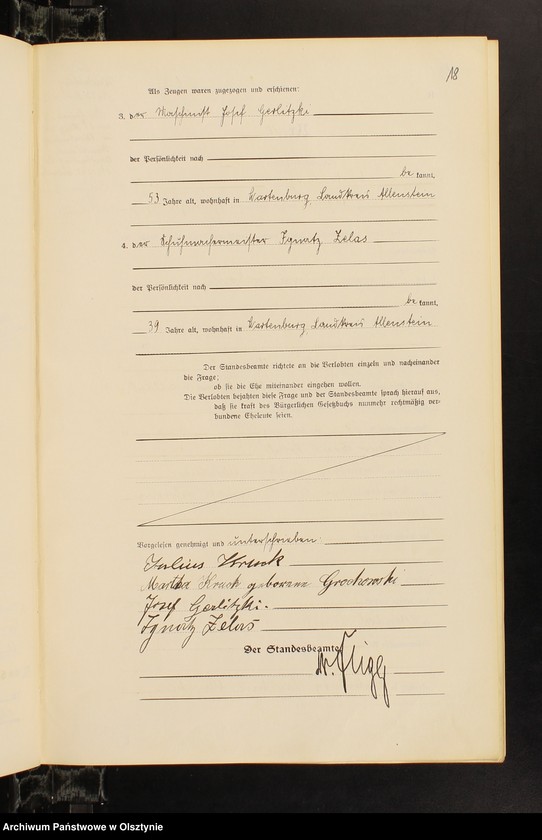 18
Als Zeugen waren zugezogen und erschienen:
3. der Maschinist Josef Gerlitzki
der Persönlichkeit nach
be kannt,
53 Jahre alt, wohnhaft in Wartenburg, Landkreis Allenstein
4. der Schuhmachermeister Ignatz Zelas
der Persönlichkeit nach
be kannt,
39 Jahre alt, wohnhaft in Wartenburg Landkreis Allenstein
Der Standesbeamte richtete an die Verlobten einzeln und nacheinander
die Frage:
ob sie die Ehe miteinander eingehen wollen.
Die Verlobten bejahten diese Frage und der Standesbeamte sprach hierauf aus,
daß sie kraft des Bürgerlichen Gesetzbuchs nunmehr rechtmäßig ver-
bundene Eheleute seien.
Vorgelesen genehmigt und unterschrieben:
Julius Kruck
Martha Kruck geborene Grochowski
Josef Gerlitzki.
Ignatz Zelas
Der Standesbeamte
Archiwum Państwowe w Olsztynie